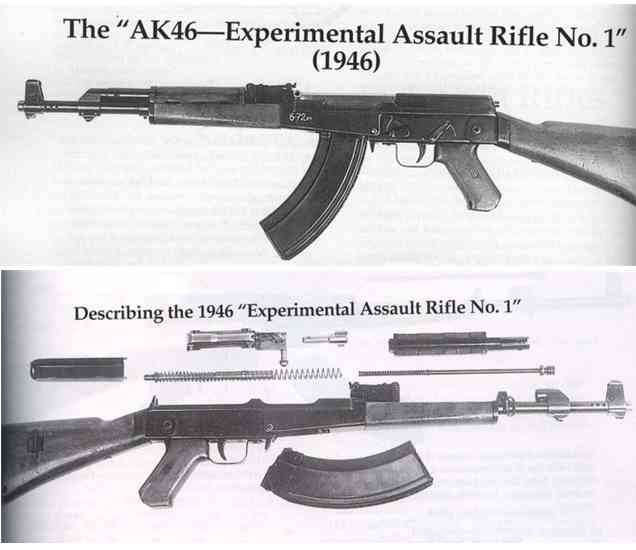 The “AK46—Experimental Assault Rifle No. 1”
(1946)
Describing the 1946 “Experimental Assault Rifle No. 1”